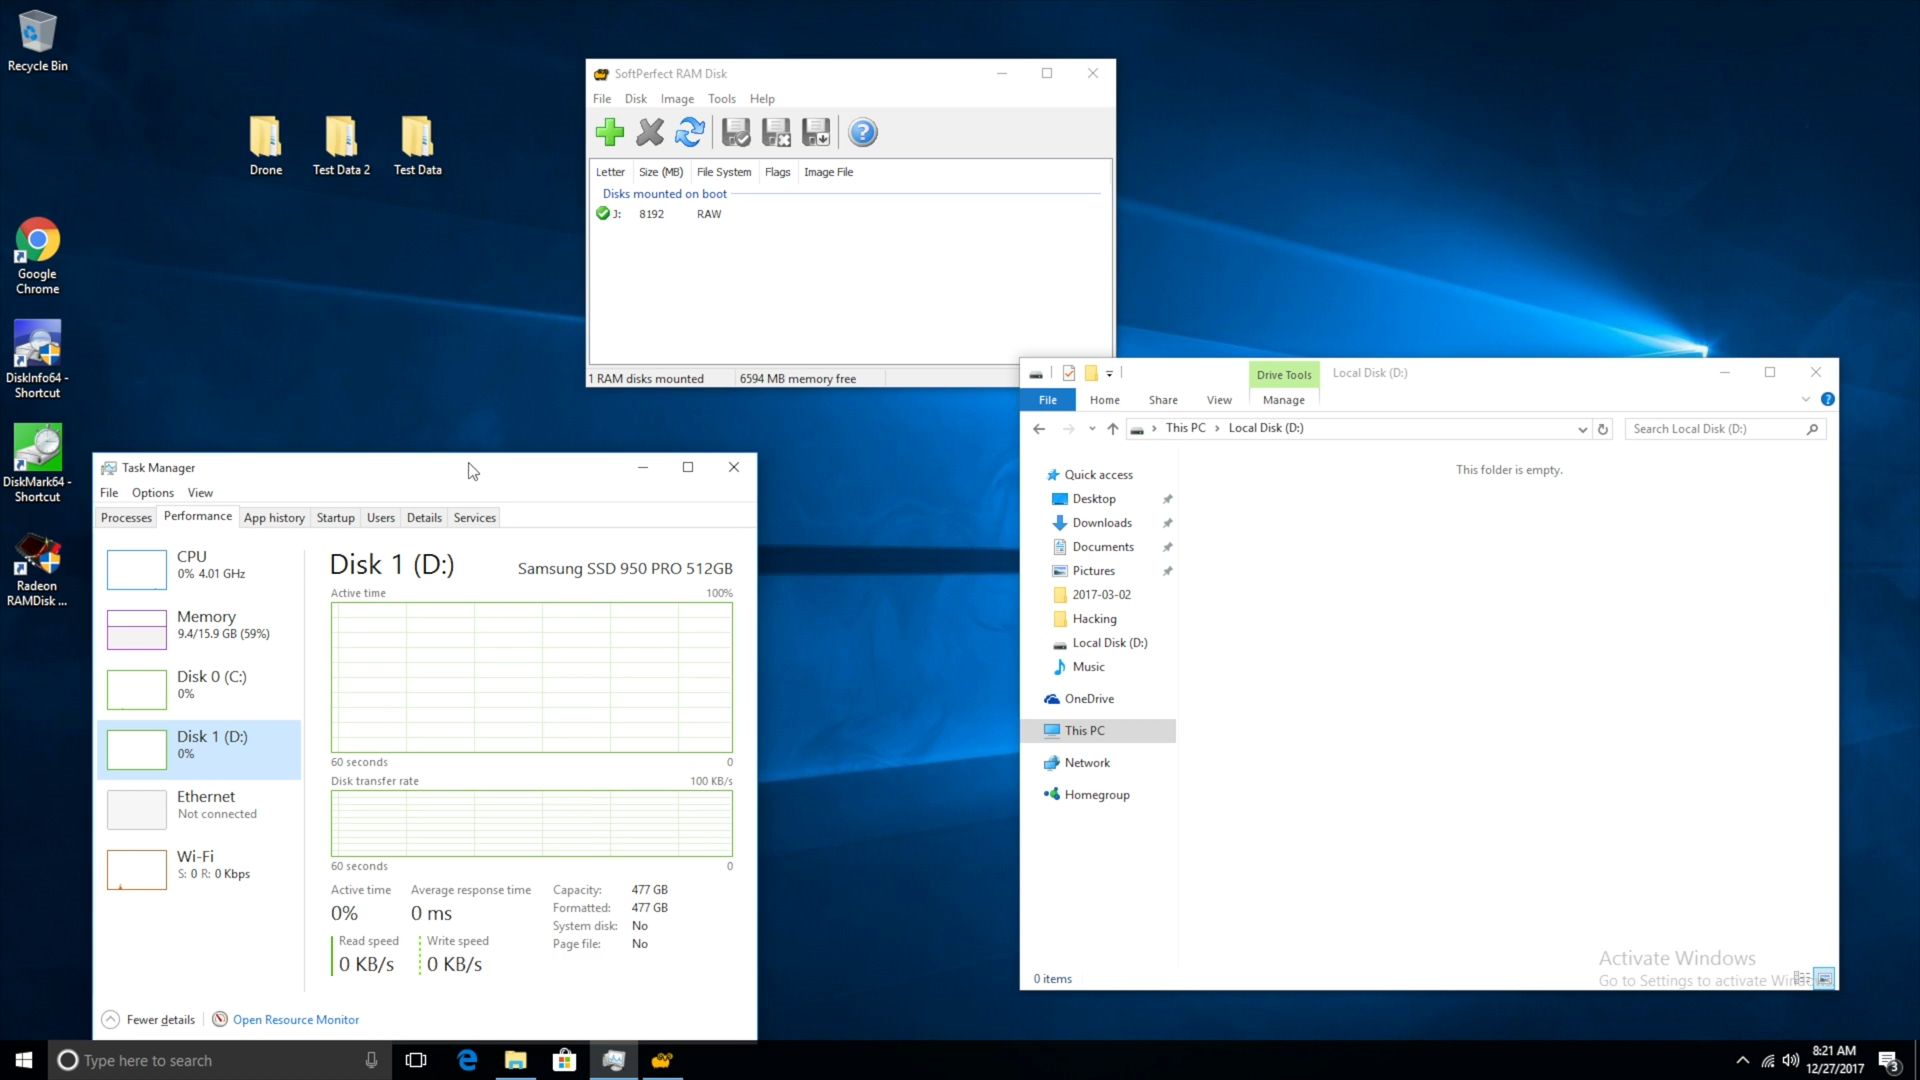 Recycle Bin
Drone
Test Data 2
Test Data
Google
Chrome
DiskInfo64 -
Shortcut
DiskMark64 -
Shortcut
Radeon
RAMDisk ...
SoftPerfect RAM Disk
File Disk Image Tools Help
Letter Size (MB) File System Flags Image File
Disks mounted on boot
J: 8192 RAW
1 RAM disks mounted 6594 MB memory free
Drive Tools Local Disk (D:)
File Home Share View Manage
This PC › Local Disk (D:) Search Local Disk (D:)
This folder is empty.
Quick access
Desktop
Downloads
Documents
Pictures
2017-03-02
Hacking
Local Disk (D:)
Music
OneDrive
This PC
Network
Homegroup
0 items
Activate Windows
Go to Settings to activate
Task Manager
File Options View
Processes Performance App history Startup Users Details Services
CPU
0% 4.01 GHz
Memory
9.4/15.9 GB (59%)
Disk 0 (C:)
0%
Disk 1 (D:)
0%
Ethernet
Not connected
Wi-Fi
S: 0 R: 0 Kbps
Disk 1 (D:) Samsung SSD 950 PRO 512GB
Active time 100%
60 seconds 0
Disk transfer rate 100 KB/s
60 seconds 0
Active time Average response time
0% 0 ms
Read speed Write speed
0 KB/s 0 KB/s
Capacity: 477 GB
Formatted: 477 GB
System disk: No
Page file: No
Fewer details Open Resource Monitor
Type here to search
8:21 AM
12/27/2017
3